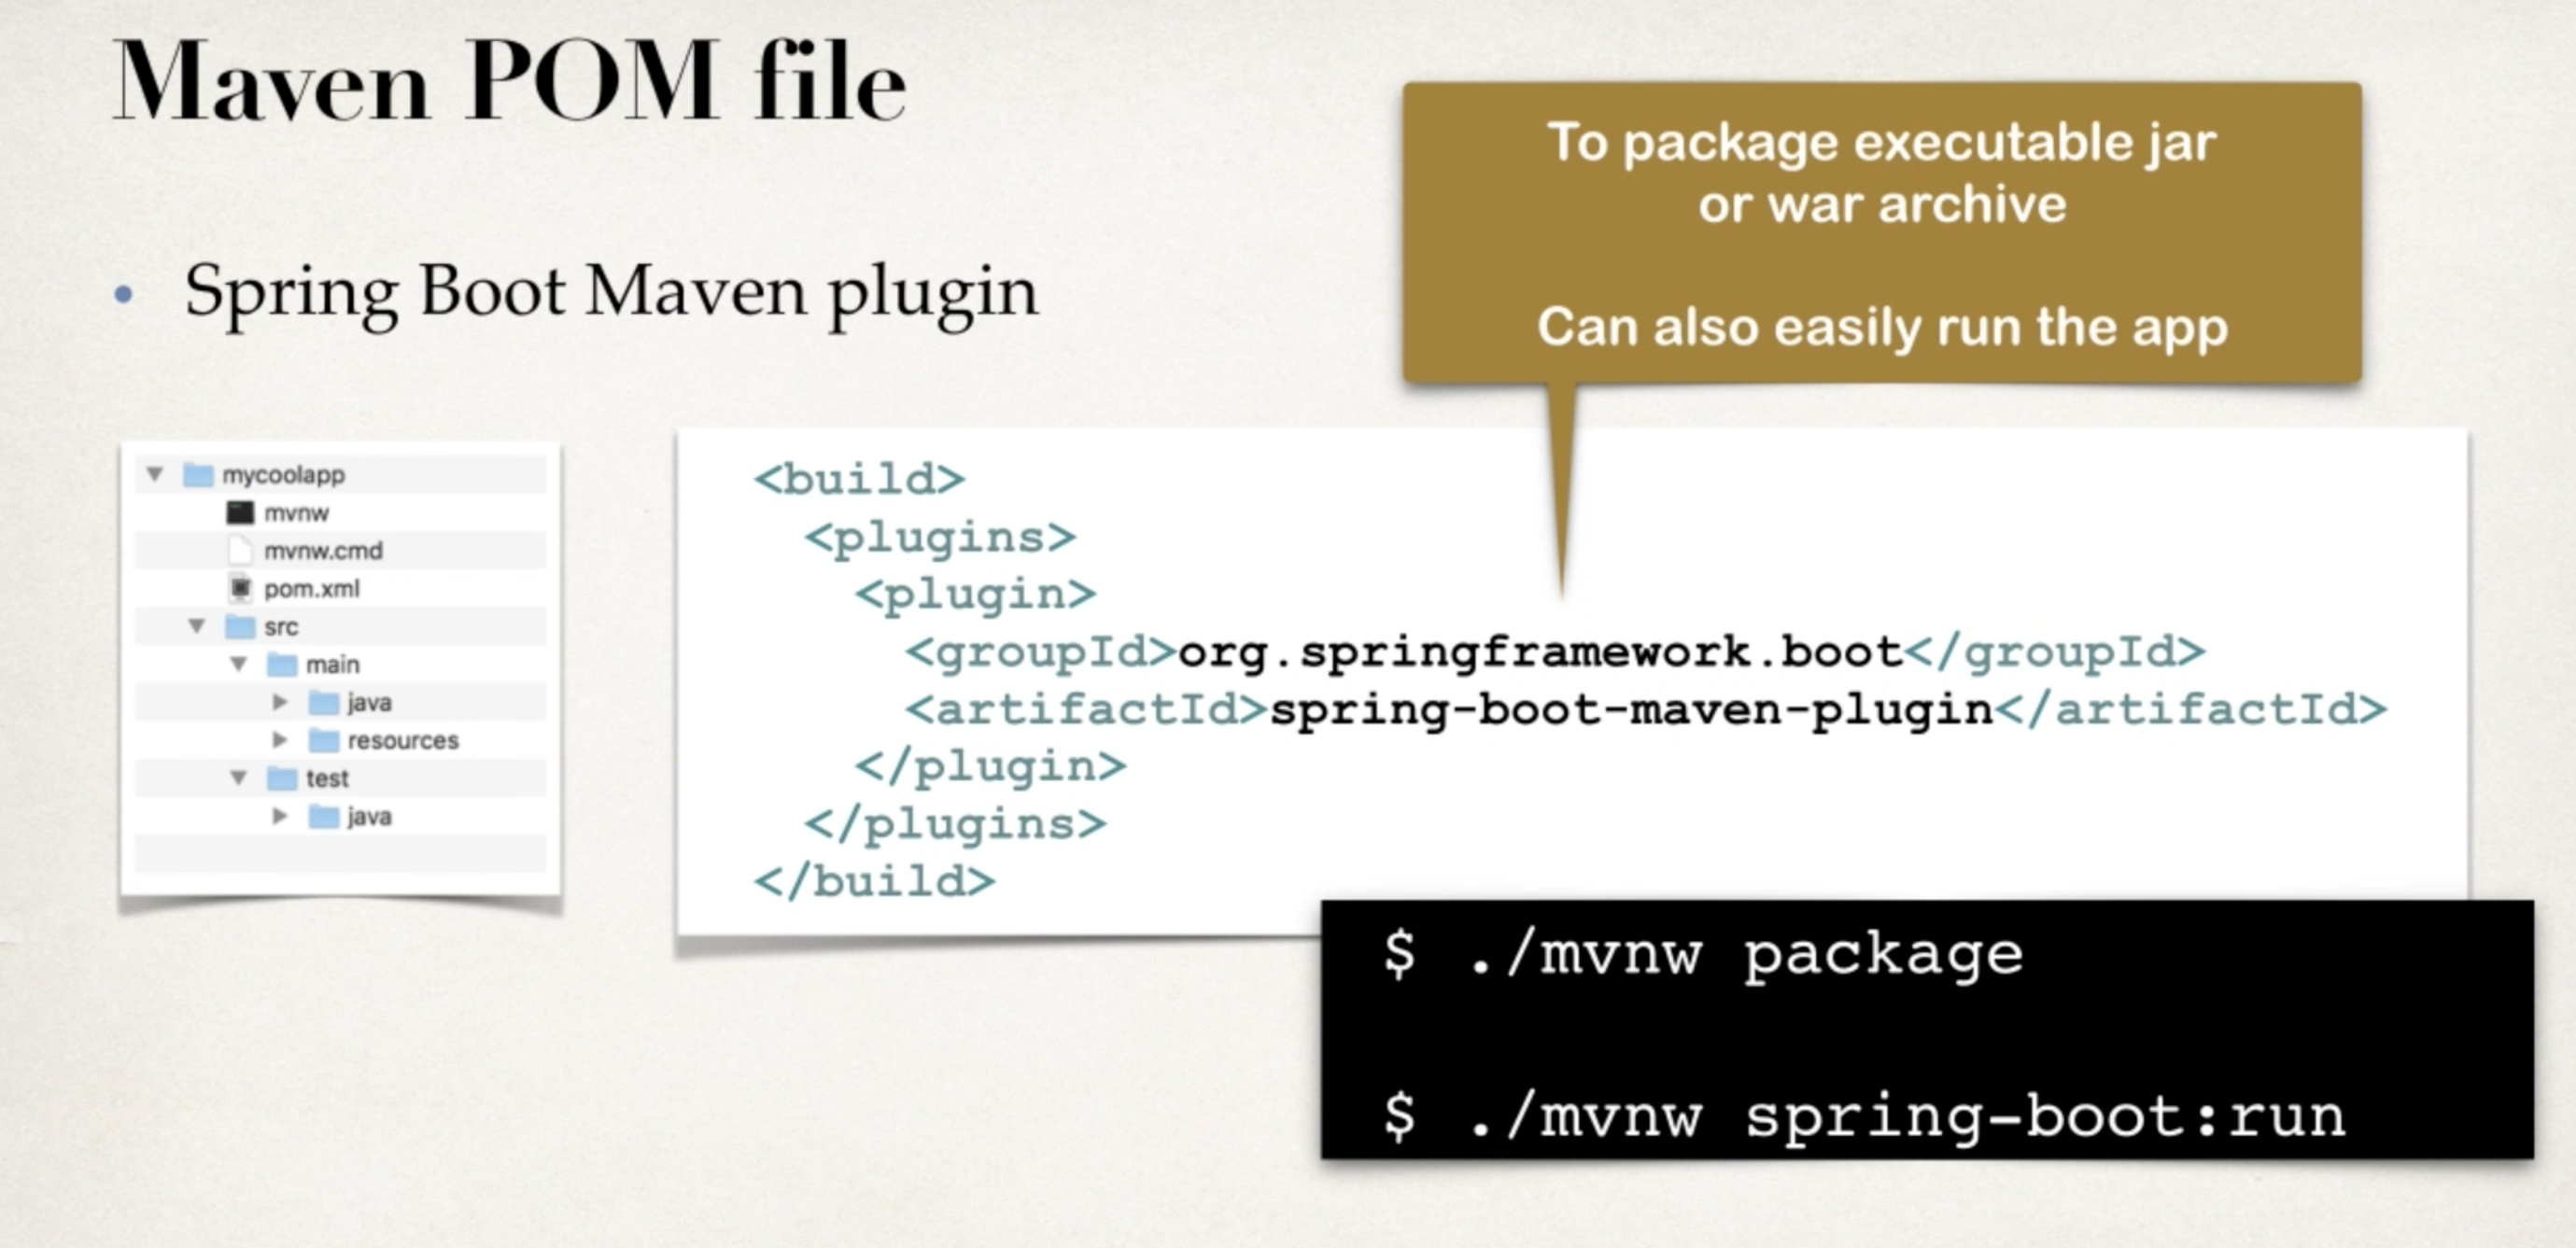 Maven POM file
• Spring Boot Maven plugin
To package executable jar
or war archive
Can also easily run the app
mycoolapp
mvnw
mvnw.cmd
pom.xml
src
main
java
resources
test
java
<build>
<plugins>
<plugin>
<groupId>org.springframework.boot</groupId>
<artifactId>spring-boot-maven-plugin</artifactId>
</plugin>
</plugins>
</build>
$ ./mvnw package
$ ./mvnw spring-boot:run